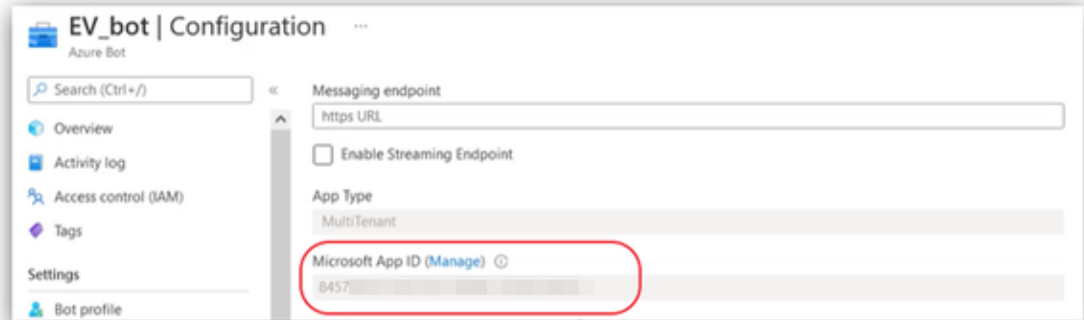 EV_bot | Configuration ...
Azure Bot
Search (Ctrl+/)
«
Overview
Activity log
Access control (IAM)
Tags
Settings
Bot profile
Messaging endpoint
https URL
Enable Streaming Endpoint
App Type
MultiTenant
Microsoft App ID (Manage)
8457